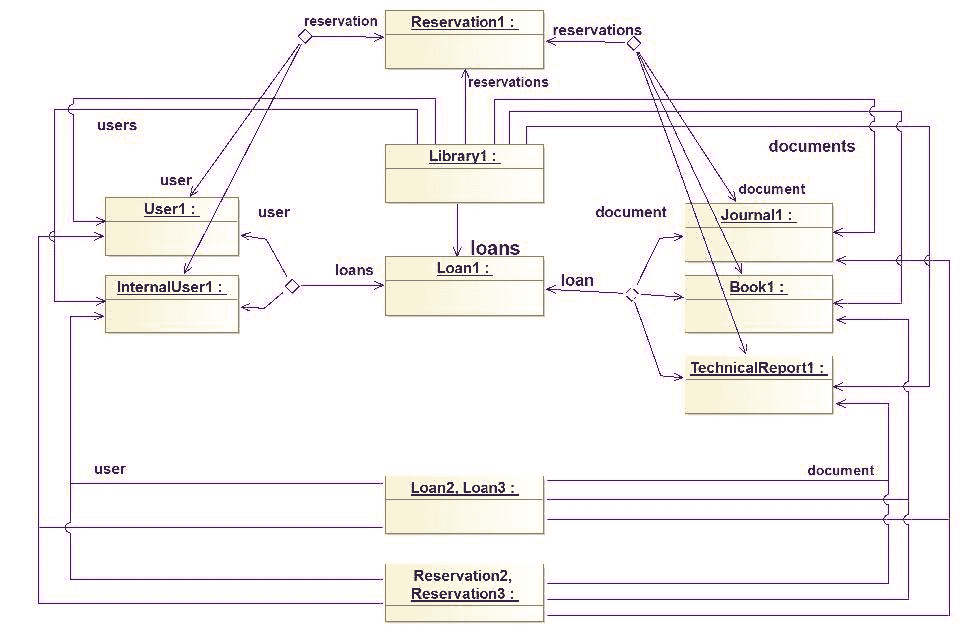 reservation
Reservation1 :
reservations
reservations
users
Library1 :
documents
user
document
User1 :
user
document
Journal1 :
loans
loans
Loan1 :
loan
InternalUser1 :
Book1 :
TechnicalReport1 :
user
document
Loan2, Loan3 :
Reservation2,
Reservation3 :